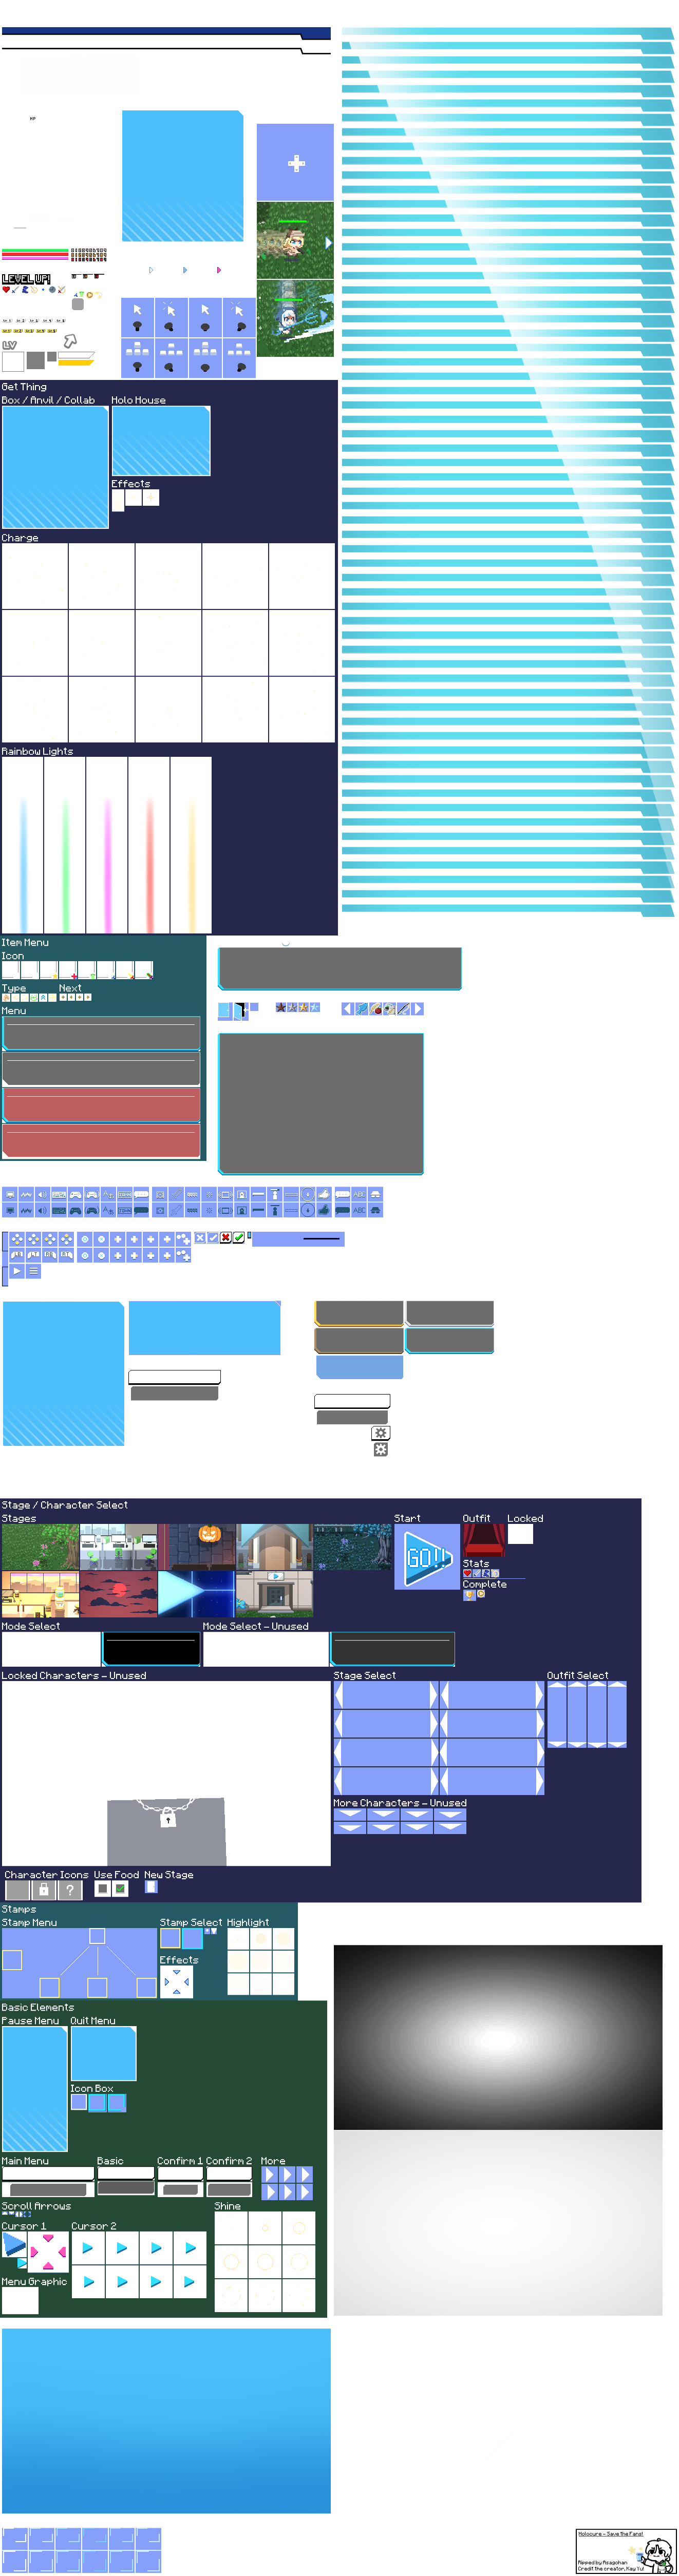 HP
LEVEL UP!
LV
Get Thing
Box / Anvil / Collab
Holo House
Effects
Charge
Rainbow Lights
Item Menu
Icon
Type
Next
Menu
Stage / Character Select
Stages
Start
Outfit
Locked
GO!!
Stats
Complete
Mode Select
Mode Select - Unused
Locked Characters - Unused
Stage Select
Outfit Select
More Characters - Unused
Character Icons
Use Food
New Stage
?
Stamps
Stamp Menu
Stamp Select
Highlight
Effects
Basic Elements
Pause Menu
Quit Menu
Icon Box
Main Menu
Basic
Confirm 1
Confirm 2
More
Scroll Arrows
Shine
Cursor 1
Cursor 2
Menu Graphic
Holocure - Save the Fans!
Ripped by Asagohan
Credit the creator, Kay Yu!